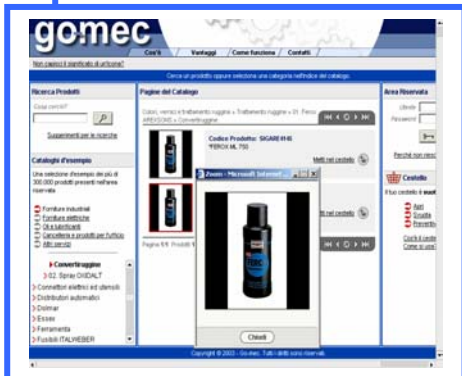 gomec
Cos'è / Vantaggi / Come funziona / Contatti /
Non capisci il significato di un'icona?
Cerca un prodotto oppure seleziona una categoria nell'indice del catalogo.
Ricerca Prodotti
Cosa cerchi?
Suggerimenti per le ricerche
Cataloghi d'esempio
Una selezione d'esempio dei più di
300.000 prodotti presenti nell'area
riservata
Forniture industriali
Forniture elettriche
Oli e lubrificanti
Cancelleria e prodotti per l'ufficio
Altri servizi
Convertiruggine
02. Spray OXIDALT
Connettori elettrici ed utensili
Distributori automatici
Dolmar
Essex
Ferramenta
Fusibili ITALWEBER
Pagine del Catalogo
Colori, vernici e trattamento ruggine » Trattamento ruggine » 01. Ferox
AREXSONS » Convertiruggine
Codice Prodotto: SIGARE4145
*FEROX ML 750
Metti nel cestello
Zoom - Microsoft Internet ...
Metti nel cestello
Pagina 1/1 Prodotti 1
Chiudi
Area Riservata
Utente
Password
Perché non riesci
Cestello
Il tuo cestello è vuoto
Apri
Svuota
Preventivo
Cos'è il cestello
Come si usa?
Copyright © 2003 - Go-mec. Tutti i diritti sono riservati.